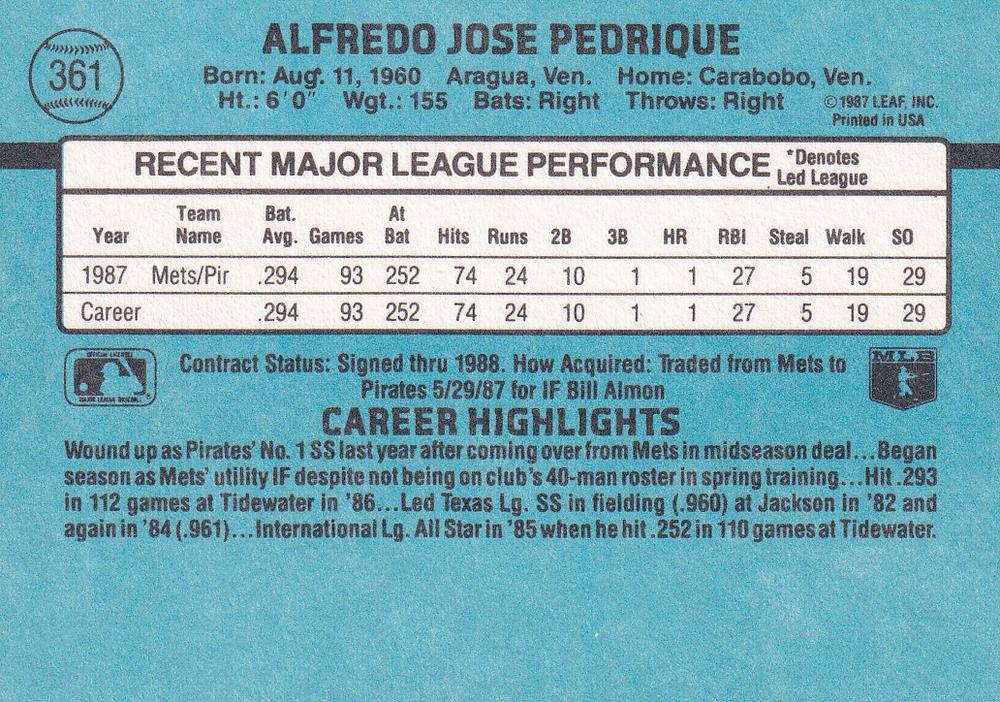 361
ALFREDO JOSE PEDRIQUE
Born: Aug. 11, 1960 Aragua, Ven. Home: Carabobo, Ven.
Ht.: 6'0" Wgt.: 155 Bats: Right Throws: Right
©1987 LEAF, INC.
Printed in USA
RECENT MAJOR LEAGUE PERFORMANCE
*Denotes
Led League
Year Team Name Bat. Avg. Games At Bat Hits Runs 2B 3B HR RBI Steal Walk SO
1987 Mets/Pir .294 93 252 74 24 10 1 1 27 5 19 29
Career .294 93 252 74 24 10 1 1 27 5 19 29
Contract Status: Signed thru 1988. How Acquired: Traded from Mets to
Pirates 5/29/87 for IF Bill Almon
MLB
CAREER HIGHLIGHTS
Wound up as Pirates' No. 1 SS last year after coming over from Mets in midseason deal...Began
season as Mets' utility IF despite not being on club's 40-man roster in spring training...Hit .293
in 112 games at Tidewater in '86...Led Texas Lg. SS in fielding (.960) at Jackson in '82 and
again in '84 (.961)...International Lg. All Star in '85 when he hit .252 in 110 games at Tidewater.